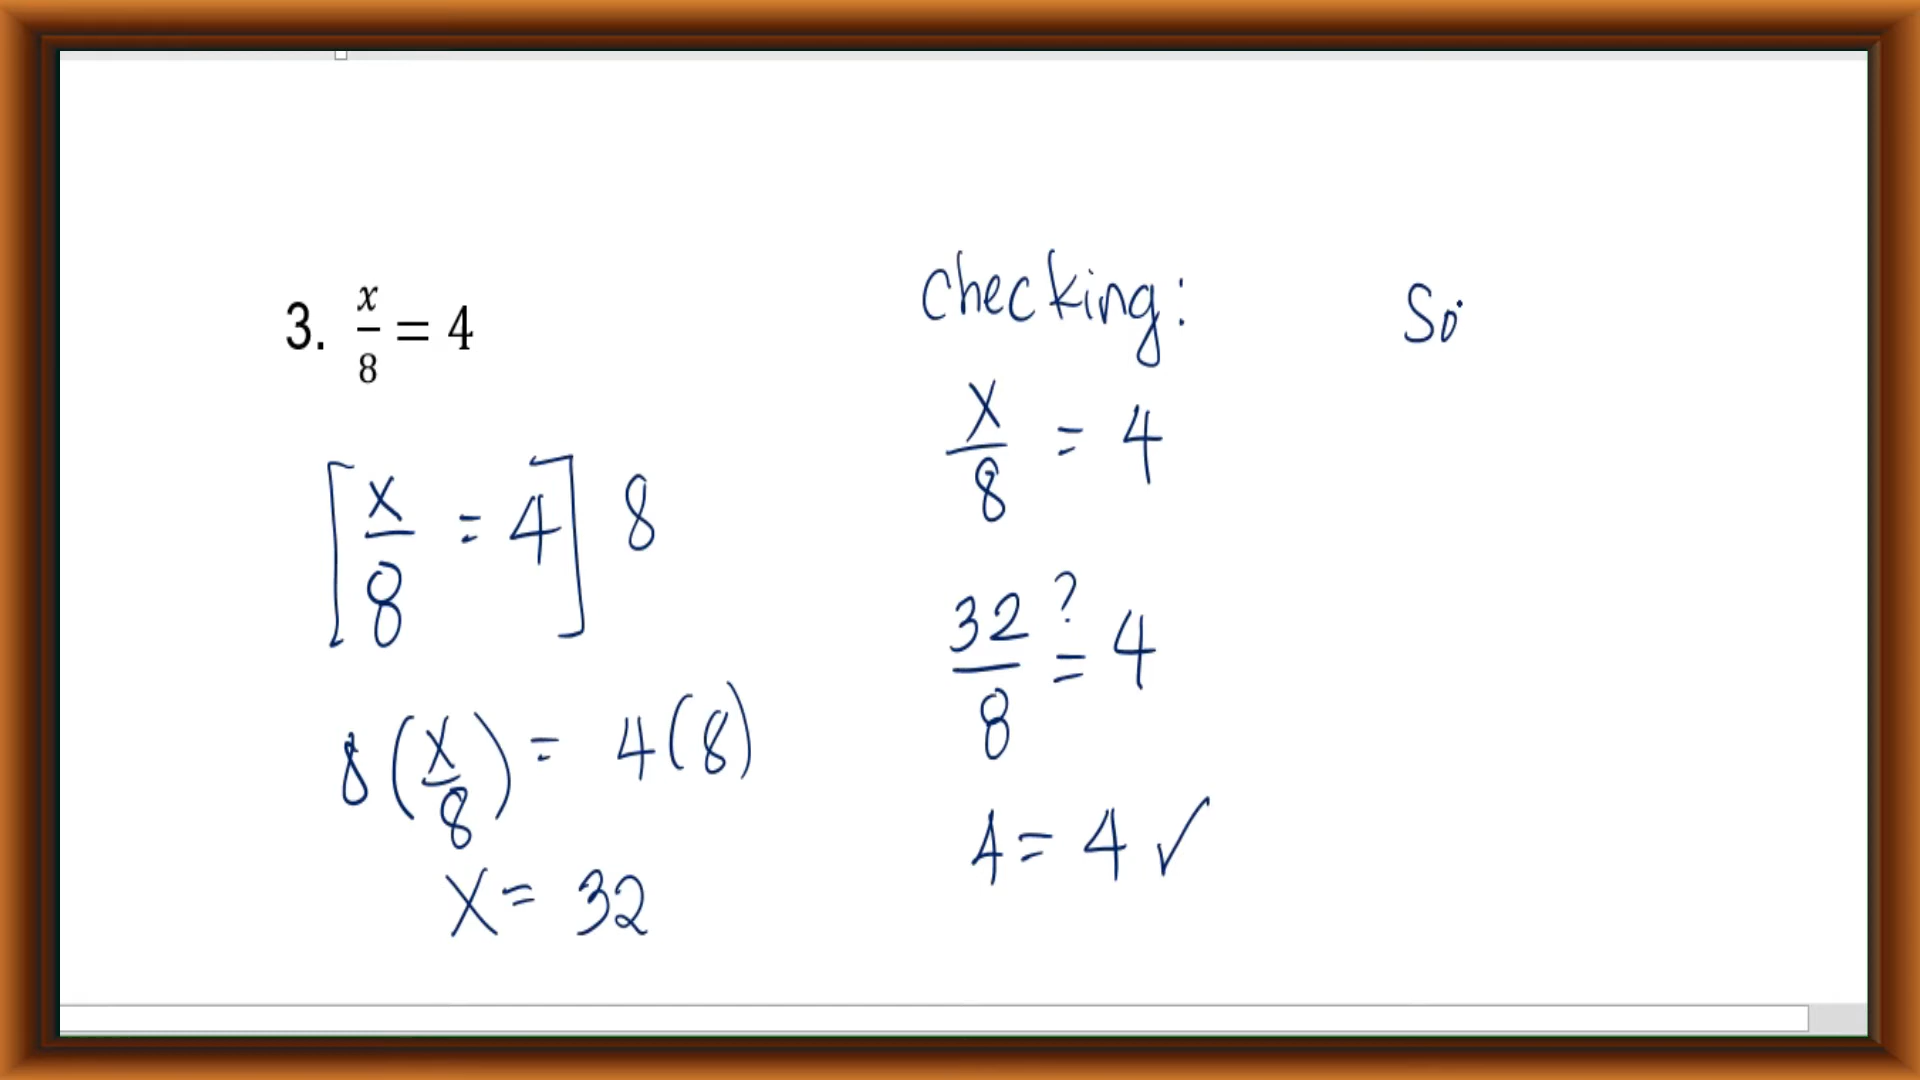 3. x/8 = 4
[x/8 = 4] 8
8(x/8) = 4(8)
x = 32
Checking:
x/8 = 4
32/8 ?= 4
4 = 4 ✓
So